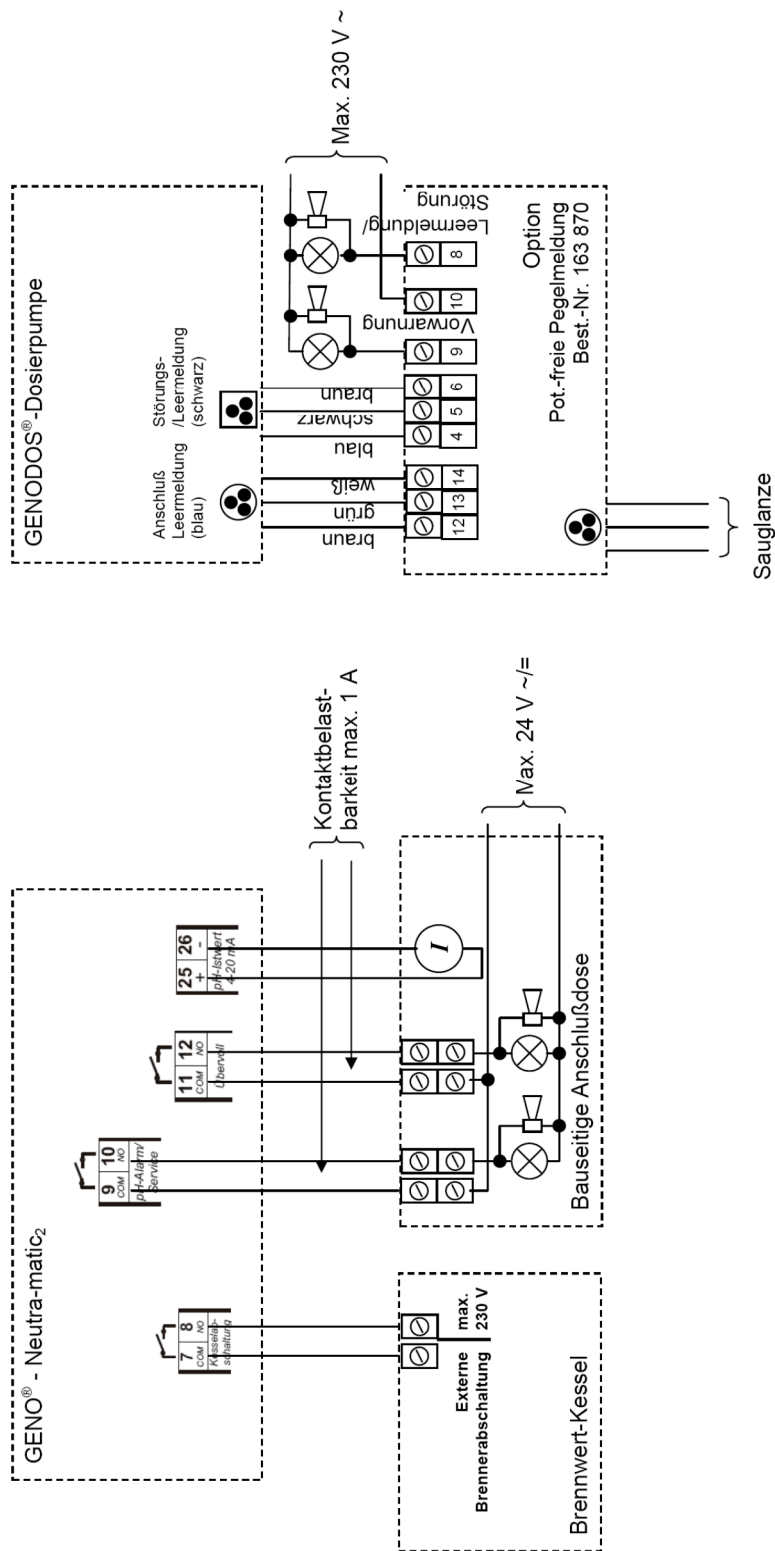 GENO® - Neutra-matic₂
7 8
COM NO
Kesselab-
schaltung
9 10
COM NO
pH-Alarm/
Service
11 12
COM NO
Übervoll
25 26
+ -
pH-Istwert
4-20 mA
Kontaktbelast-
barkeit max. 1 A
Externe
Brennerabschaltung
max.
230 V
Brennwert-Kessel
Bauseitige Anschlußdose
I
Max. 24 V ~/=
GENODOS®-Dosierpumpe
Anschluß
Leermeldung
(blau)
Störungs-
/Leermeldung
(schwarz)
braun
grün
weiß
blau
schwarz
braun
Vorwarnung
Leermeldung/
Störung
12 13 14 4 5 6 9 10 8
Max. 230 V ~
Option
Pot.-freie Pegelmeldung
Best.-Nr. 163 870
Sauglanze